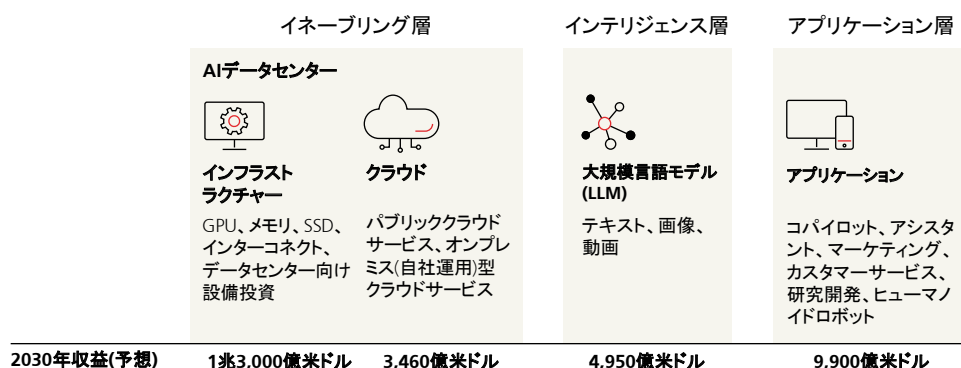 イネーブリング層
インテリジェンス層
アプリケーション層
AIデータセンター
インフラスト
ラクチャー
GPU、メモリ、SSD、
インターコネクト、
データセンター向け
設備投資
クラウド
パブリッククラウド
サービス、オンプレ
ミス(自社運用)型
クラウドサービス
大規模言語モデル
(LLM)
テキスト、画像、
動画
アプリケーション
コパイロット、アシスタ
ント、マーケティング、
カスタマーサービス、
研究開発、ヒューマノ
イドロボット
2030年収益(予想) 1兆3,000億米ドル 3,460億米ドル 4,950億米ドル 9,900億米ドル